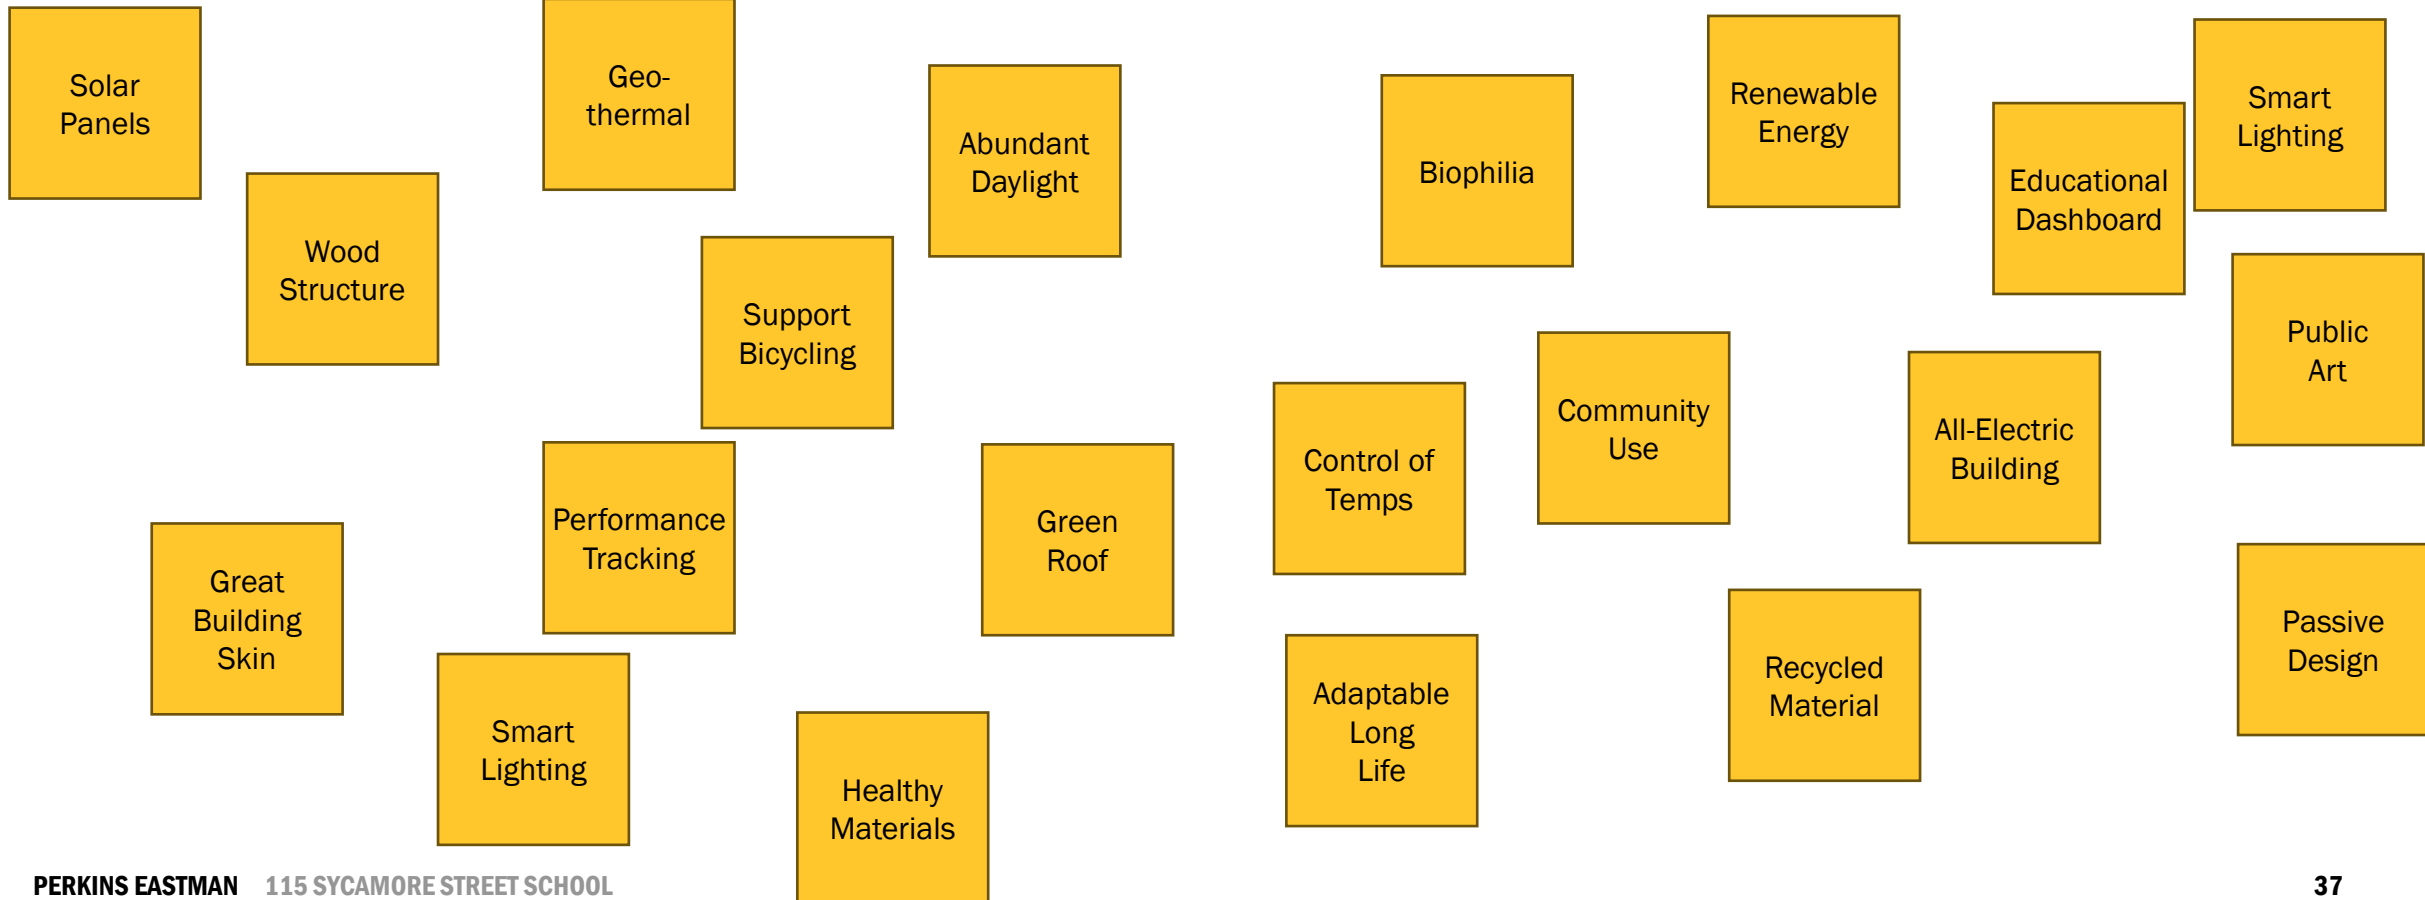 Solar
Panels
Geo-
thermal
Abundant
Daylight
Biophilia
Renewable
Energy
Educational
Dashboard
Smart
Lighting
Wood
Structure
Support
Bicycling
Public
Art
Community
Use
All-Electric
Building
Control of
Temps
Performance
Tracking
Green
Roof
Great
Building
Skin
Passive
Design
Recycled
Material
Adaptable
Long
Life
Smart
Lighting
Healthy
Materials
PERKINS EASTMAN 115 SYCAMORE STREET SCHOOL
37